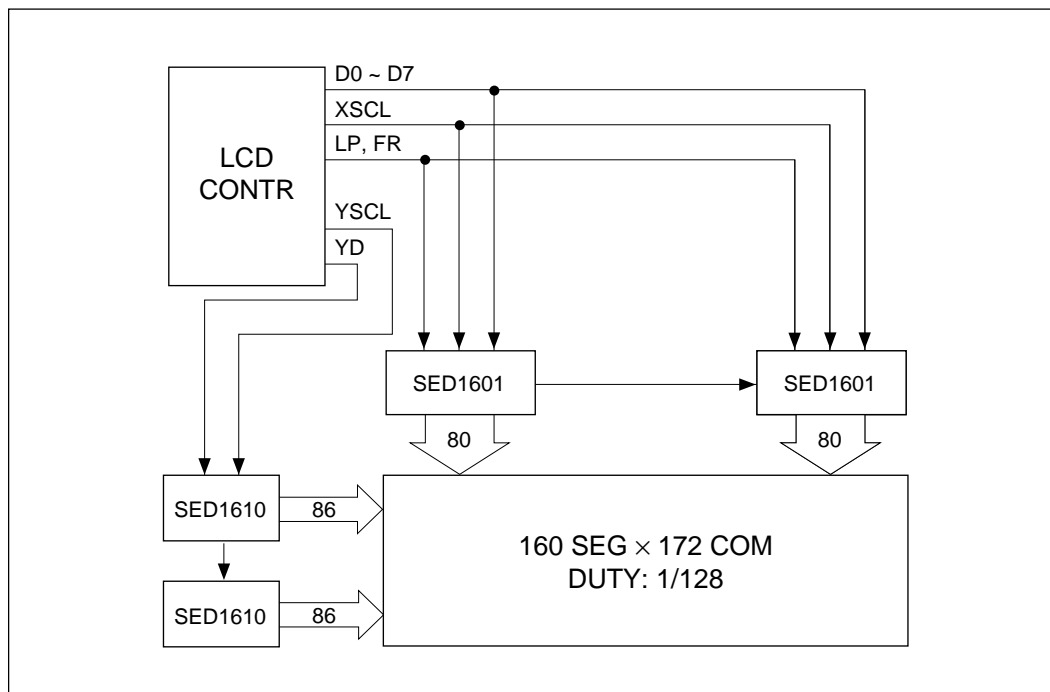 D0 ~ D7
XSCL
LP, FR
LCD
CONTR
YSCL
YD
SED1601
SED1601
80
80
SED1610
86
160 SEG × 172 COM
DUTY: 1/128
SED1610
86